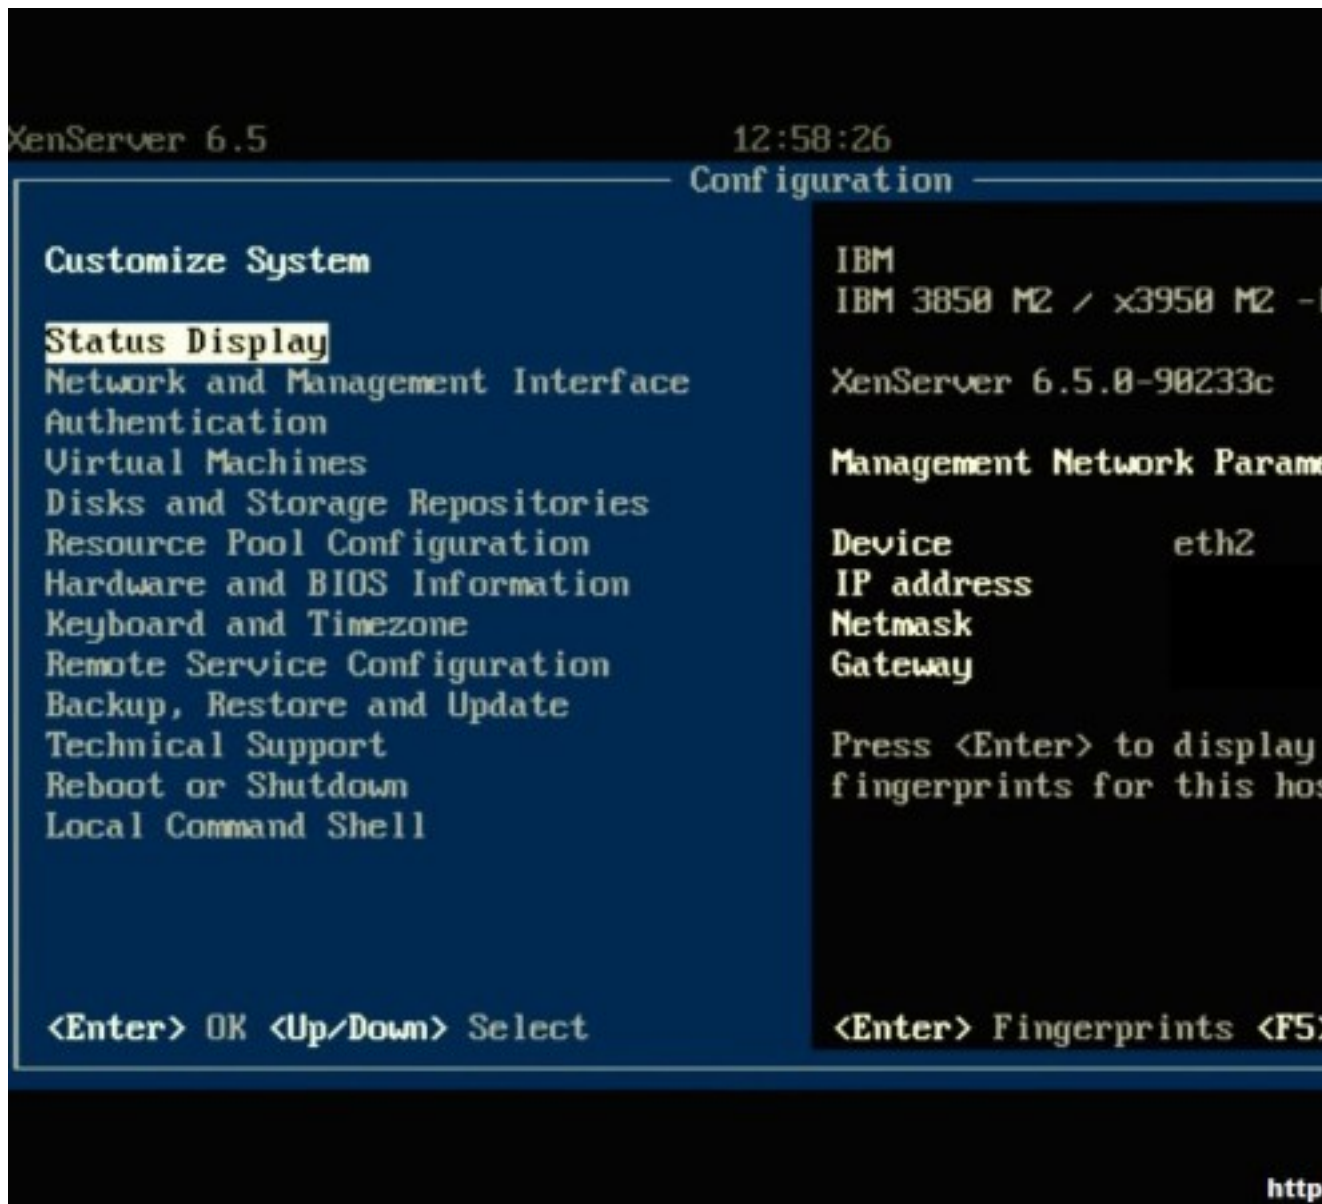 XenServer 6.5 12:58:26
Configuration
Customize System
Status Display
Network and Management Interface
Authentication
Virtual Machines
Disks and Storage Repositories
Resource Pool Configuration
Hardware and BIOS Information
Keyboard and Timezone
Remote Service Configuration
Backup, Restore and Update
Technical Support
Reboot or Shutdown
Local Command Shell
<Enter> OK <Up/Down> Select
IBM
IBM 3850 M2 / x3950 M2 -
XenServer 6.5.0-90233c
Management Network Parame
Device eth2
IP address
Netmask
Gateway
Press <Enter> to display
fingerprints for this hos
<Enter> Fingerprints <F5>
http